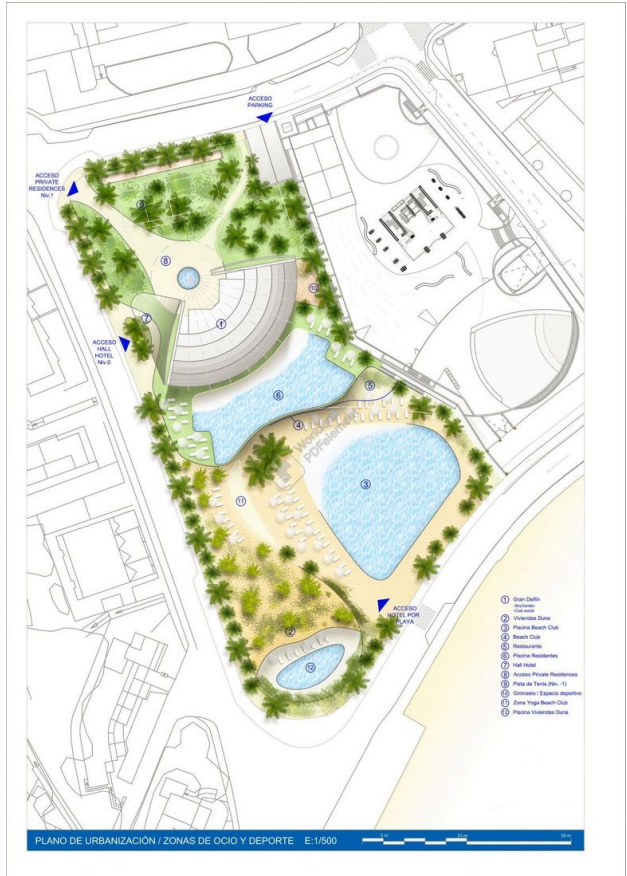 ACCESO
PARKING
ACCESO
PRIVATE
RESIDENCES
Niv.1
9
8
10
7
1
ACCESO
HALL
HOTEL
Niv.0
5
6
4
PDFelement
3
11
ACCESO
HOTEL POR
PLAYA
2
12
1 Gran Delfín
-SkyGarden
-Club social
2 Viviendas Duna
3 Piscina Beach Club
4 Beach Club
5 Restaurante
6 Piscina Residentes
7 Hall Hotel
8 Acceso Private Residences
9 Pista de Tenis (Niv. -1)
10 Gimnasio / Espacio deportivo
11 Zona Yoga Beach Club
12 Piscina Viviendas Duna
PLANO DE URBANIZACIÓN / ZONAS DE OCIO Y DEPORTE E:1/500
5 m 25 m 50 m